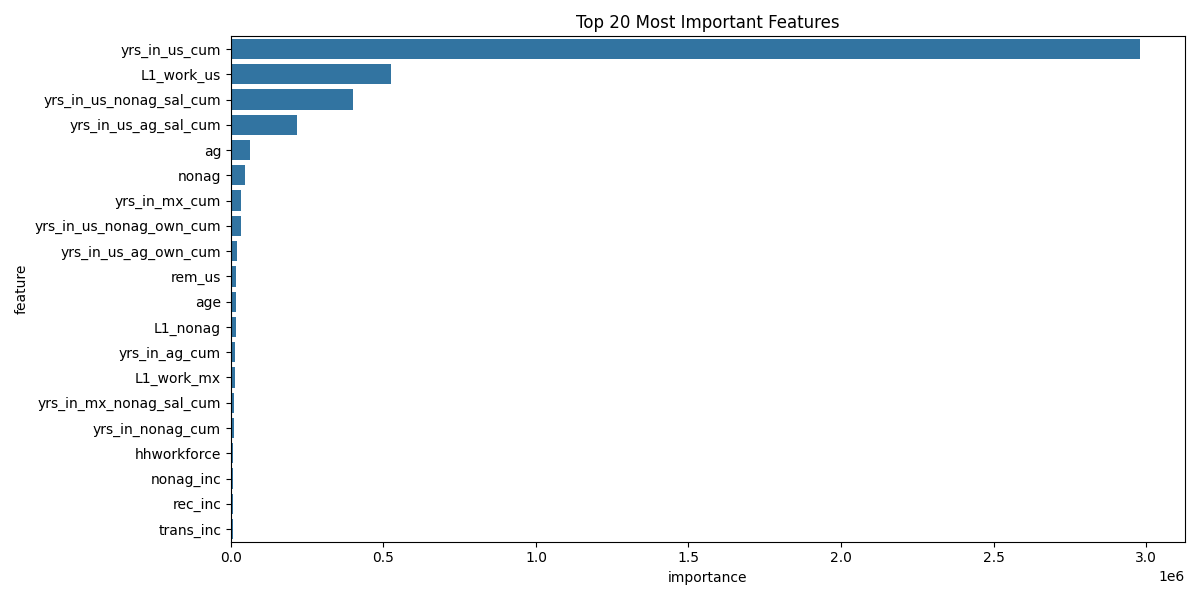 Top 20 Most Important Features
feature
yrs_in_us_cum
L1_work_us
yrs_in_us_nonag_sal_cum
yrs_in_us_ag_sal_cum
ag
nonag
yrs_in_mx_cum
yrs_in_us_nonag_own_cum
yrs_in_us_ag_own_cum
rem_us
age
L1_nonag
yrs_in_ag_cum
L1_work_mx
yrs_in_mx_nonag_sal_cum
yrs_in_nonag_cum
hhworkforce
nonag_inc
rec_inc
trans_inc
0.0 0.5 1.0 1.5 2.0 2.5 3.0
1e6
importance